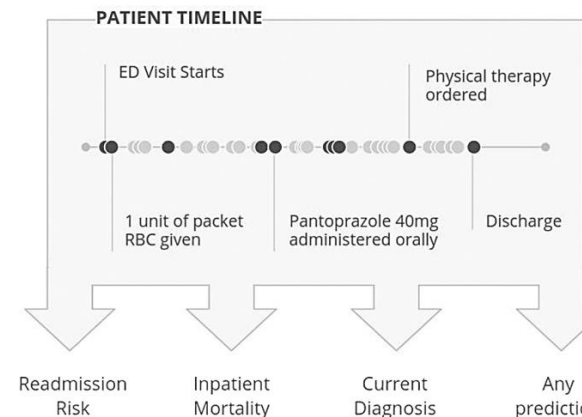 PATIENT TIMELINE
ED Visit Starts
Physical therapy
ordered
1 unit of packet
RBC given
Pantoprazole 40mg
administered orally
Discharge
Readmission
Risk
Inpatient
Mortality
Current
Diagnosis
Any